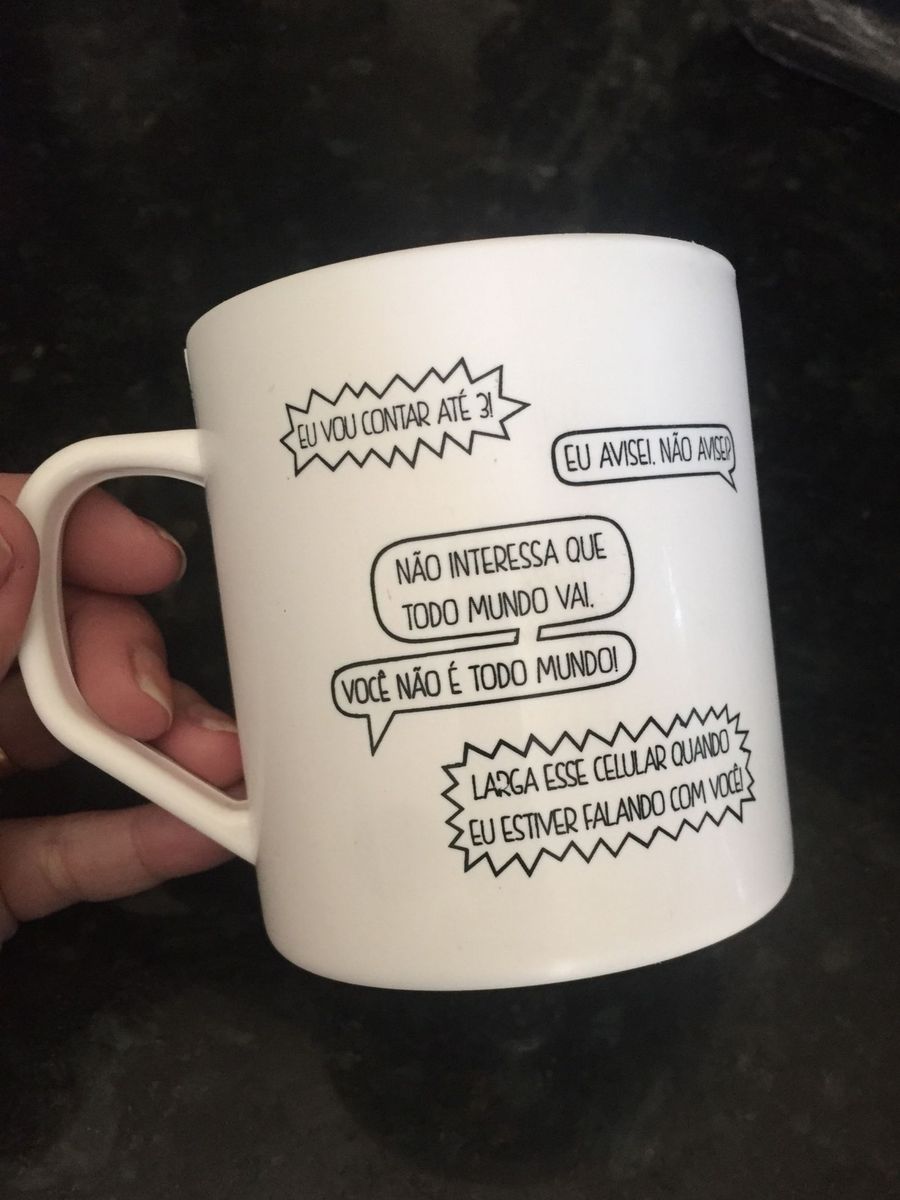 EU VOU CONTAR ATÉ 3!
EU AVISEI. NÃO AVISEI?
NÃO INTERESSA QUE
TODO MUNDO VAI.
VOCÊ NÃO É TODO MUNDO!
LARGA ESSE CELULAR QUANDO
EU ESTIVER FALANDO COM VOCÊ!